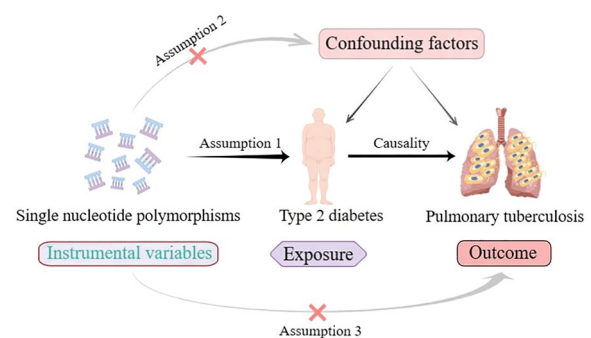 Assumption 2
Confounding factors
Assumption 1
Causality
Single nucleotide polymorphisms
Type 2 diabetes
Pulmonary tuberculosis
Instrumental variables
Exposure
Outcome
Assumption 3